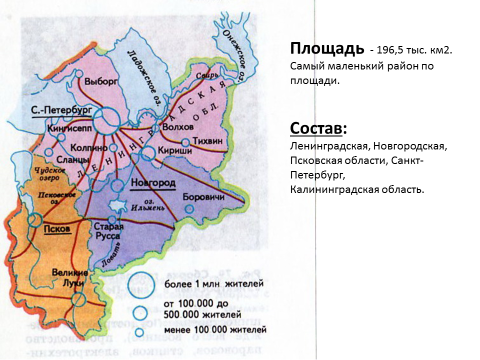 Площадь - 196,5 тыс. км2.
Самый маленький район по
площади.
Состав:
Ленинградская, Новгородская,
Псковская области, Санкт-
Петербург,
Калининградская область.
Онежское оз.
Ладожское оз.
Выборг
Свирь
С.-Петербург
ЛЕНИНГРАДСКАЯ
ОБЛ.
Кингисепп
Волхов
Тихвин
Колпино
Кириши
Сланцы
Чудское
озеро
Новгород
Псковское
оз.
оз.
Ильмень
Боровичи
Псков
Старая
Русса
Ловать
Великие
Луки
более 1 млн жителей
от 100 000 до
500 000 жителей
менее 100 000 жителей